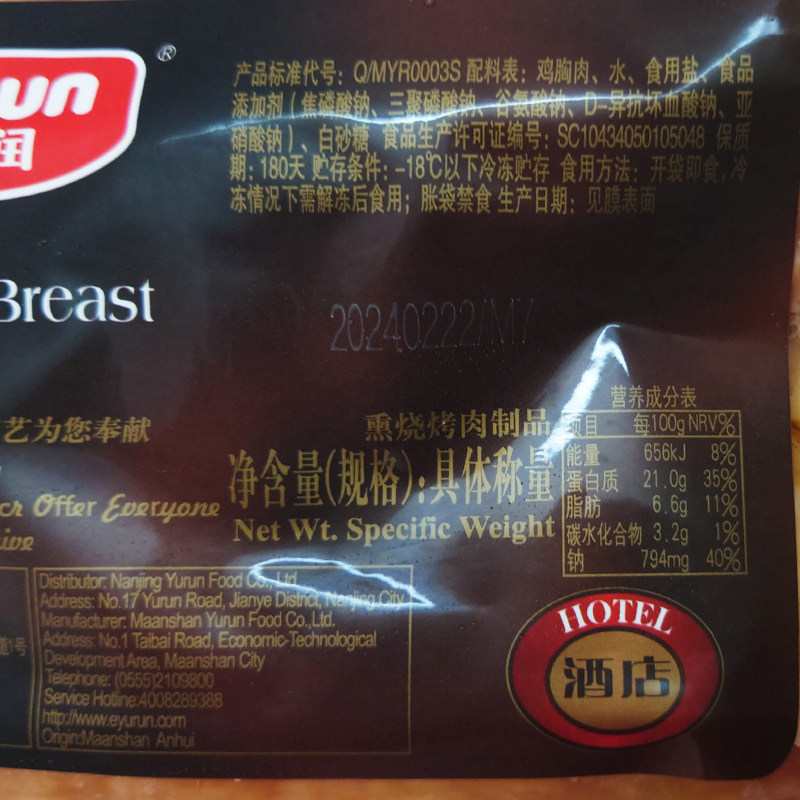 ®
un
润
产品标准代号：Q/MYR0003S 配料表：鸡胸肉、水、食用盐、食品
添加剂（焦磷酸钠、三聚磷酸钠、谷氨酸钠、D-异抗坏血酸钠、亚
硝酸钠）、白砂糖 食品生产许可证编号：SC10434050105048 保质
期：180天 贮存条件：-18℃以下冷冻贮存 食用方法：开袋即食，冷
冻情况下需解冻后食用；胀袋禁食 生产日期：见膜表面
Breast
20240222/M7
艺为您奉献
熏烧烤肉制品
净含量(规格):具体称量
Net Wt. Specific Weight
Offer Everyone
营养成分表
项目 每100g NRV%
能量 656kJ 8%
蛋白质 21.0g 35%
脂肪 6.6g 11%
碳水化合物 3.2g 1%
钠 794mg 40%
Distributor: Nanjing Yurun Food Co., Ltd.
Address: No.17 Yurun Road, Jianye District, Nanjing City
Manufacturer: Maanshan Yurun Food Co.,Ltd.
Address: No.1 Taibai Road, Economic-Technological
Development Area, Maanshan City
Telephone: (0555)2109800
Service Hotline:4008289388
http://www.eyurun.com
Origin:Maanshan Anhui
道1号
HOTEL
酒店